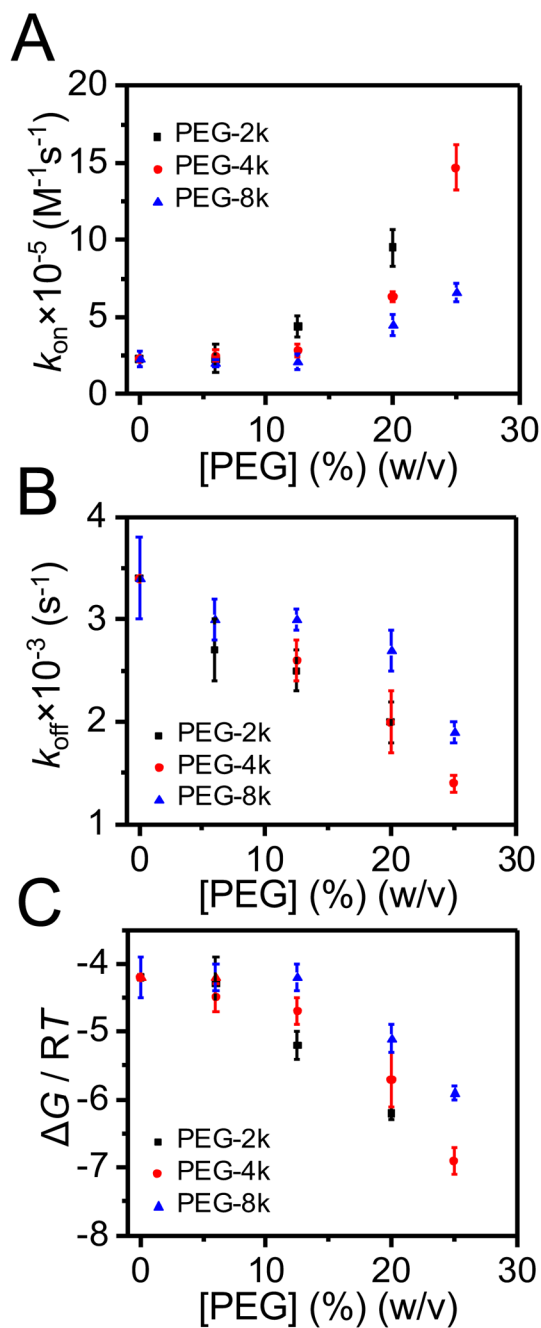 A
20
15
10
5
0
k_on×10⁻⁵ (M⁻¹s⁻¹)
PEG-2k
PEG-4k
PEG-8k
0 10 20 30
[PEG] (%) (w/v)
B
4
3
2
1
k_off×10⁻³ (s⁻¹)
PEG-2k
PEG-4k
PEG-8k
0 10 20 30
[PEG] (%) (w/v)
C
-4
-5
-6
-7
-8
ΔG / RT
PEG-2k
PEG-4k
PEG-8k
0 10 20 30
[PEG] (%) (w/v)